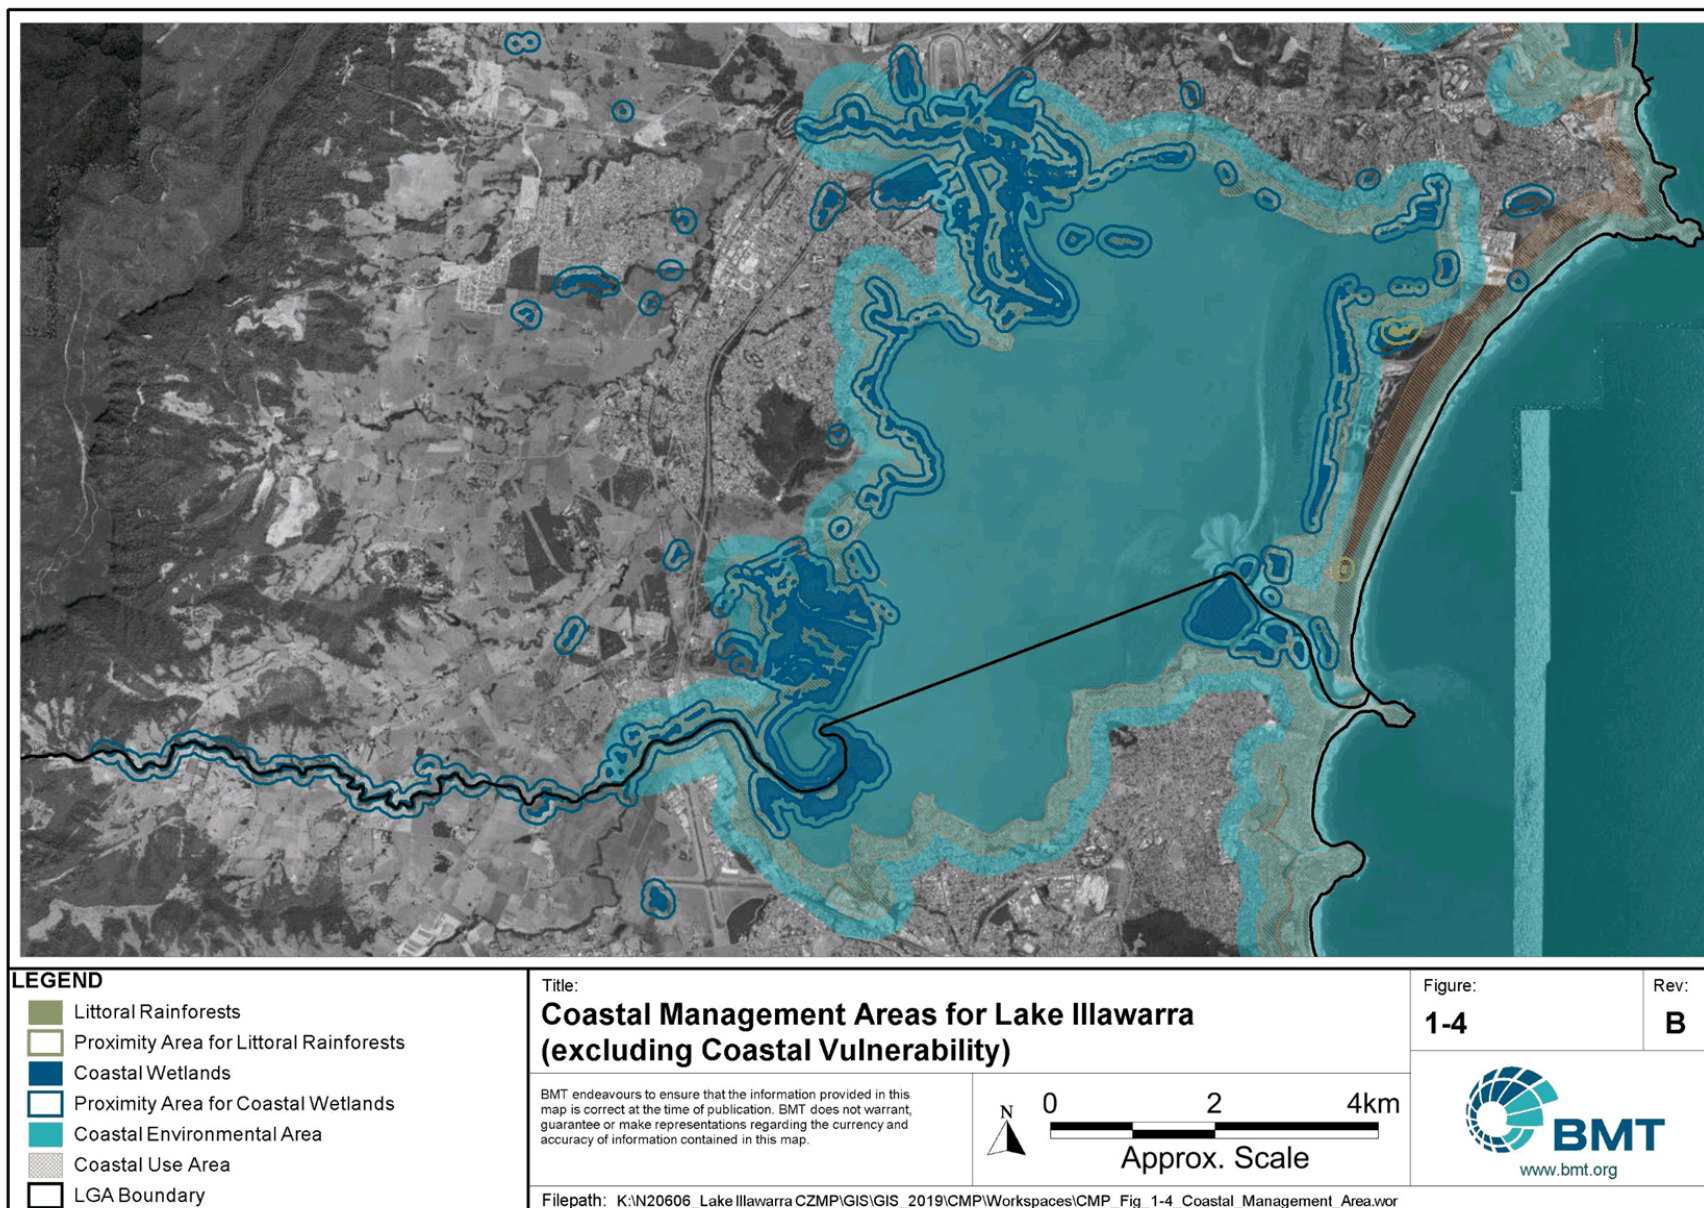 LEGEND
Littoral Rainforests
Proximity Area for Littoral Rainforests
Coastal Wetlands
Proximity Area for Coastal Wetlands
Coastal Environmental Area
Coastal Use Area
LGA Boundary
Title:
Coastal Management Areas for Lake Illawarra
(excluding Coastal Vulnerability)
BMT endeavours to ensure that the information provided in this
map is correct at the time of publication. BMT does not warrant,
guarantee or make representations regarding the currency and
accuracy of information contained in this map.
N
0 2 4km
Approx. Scale
Figure:
1-4
Rev:
B
BMT
www.bmt.org
Filepath: K:\N20606_Lake Illawarra CZMP\GIS\GIS_2019\CMP\Workspaces\CMP_Fig_1-4_Coastal_Management_Area.wor